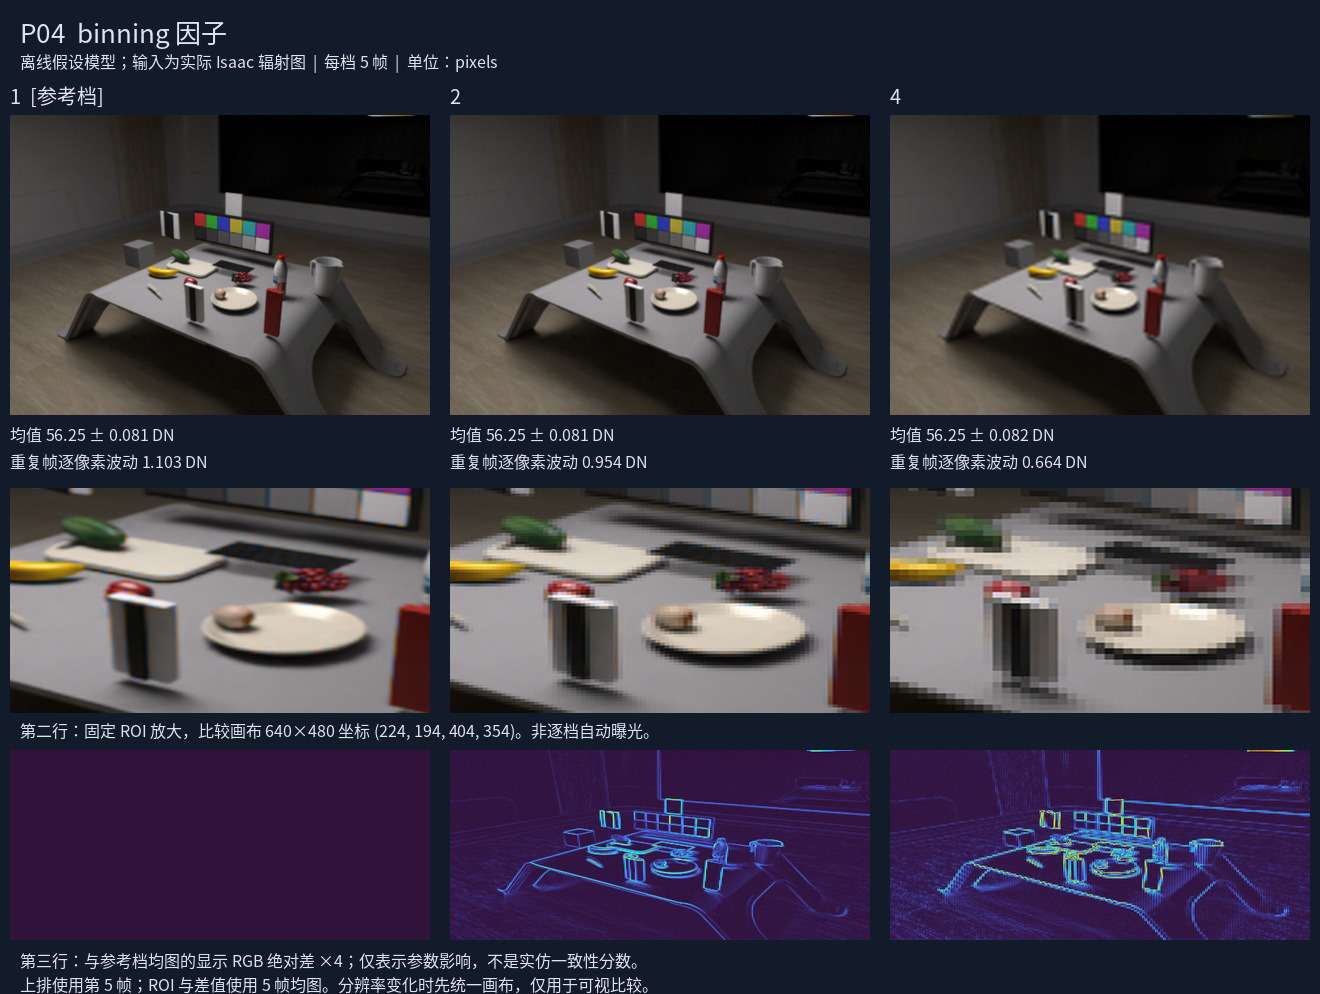 P04 binning 因子
离线假设模型；输入为实际 Isaac 辐射图 | 每档 5 帧 | 单位：pixels
1 [参考档]
2
4
均值 56.25 ± 0.081 DN
均值 56.25 ± 0.081 DN
均值 56.25 ± 0.082 DN
重复帧逐像素波动 1.103 DN
重复帧逐像素波动 0.954 DN
重复帧逐像素波动 0.664 DN
第二行：固定 ROI 放大，比较画布 640×480 坐标 (224, 194, 404, 354)。非逐档自动曝光。
第三行：与参考档均图的显示 RGB 绝对差 ×4；仅表示参数影响，不是实仿一致性分数。
上排使用第 5 帧；ROI 与差值使用 5 帧均图。分辨率变化时先统一画布，仅用于可视比较。